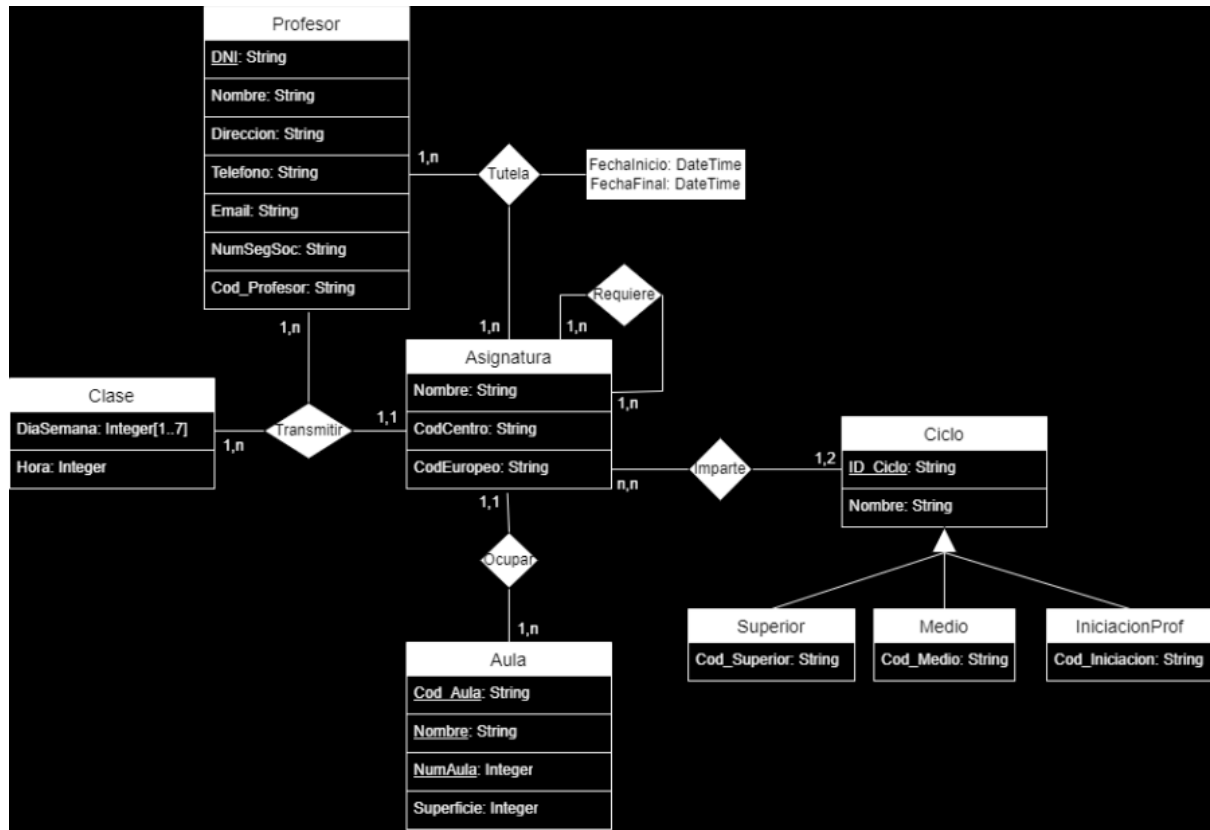 Profesor
DNI: String
Nombre: String
Direccion: String
Telefono: String
Email: String
NumSegSoc: String
Cod_Profesor: String
1,n
Tutela
FechaInicio: DateTime
FechaFinal: DateTime
1,n
1,n
Requiere
1,n
1,n
Asignatura
Nombre: String
CodCentro: String
CodEuropeo: String
Clase
DiaSemana: Integer[1..7]
Hora: Integer
1,n
Transmitir
1,1
n,n
Imparte
1,2
Ciclo
ID_Ciclo: String
Nombre: String
1,1
Ocupar
1,n
Superior
Cod_Superior: String
Medio
Cod_Medio: String
IniciacionProf
Cod_Iniciacion: String
Aula
Cod_Aula: String
Nombre: String
NumAula: Integer
Superficie: Integer